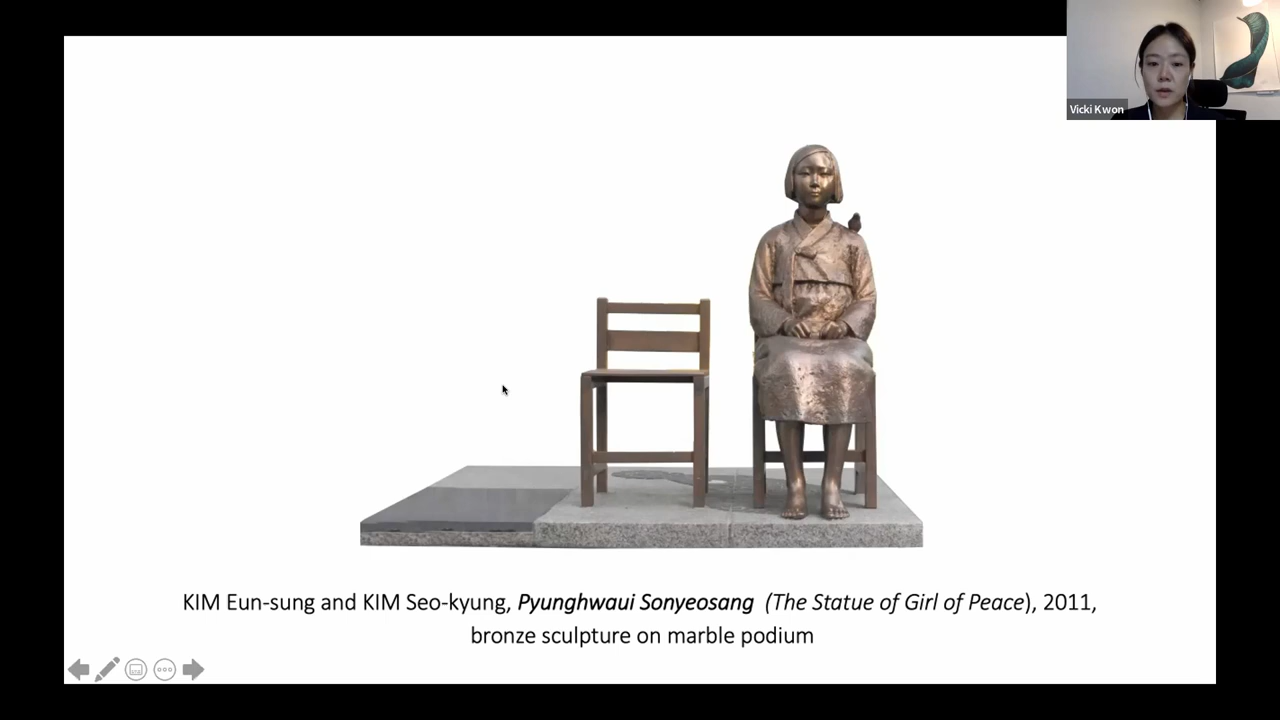 Vicki Kwon
KIM Eun-sung and KIM Seo-kyung, Pyunghwaui Sonyeosang (The Statue of Girl of Peace), 2011,
bronze sculpture on marble podium